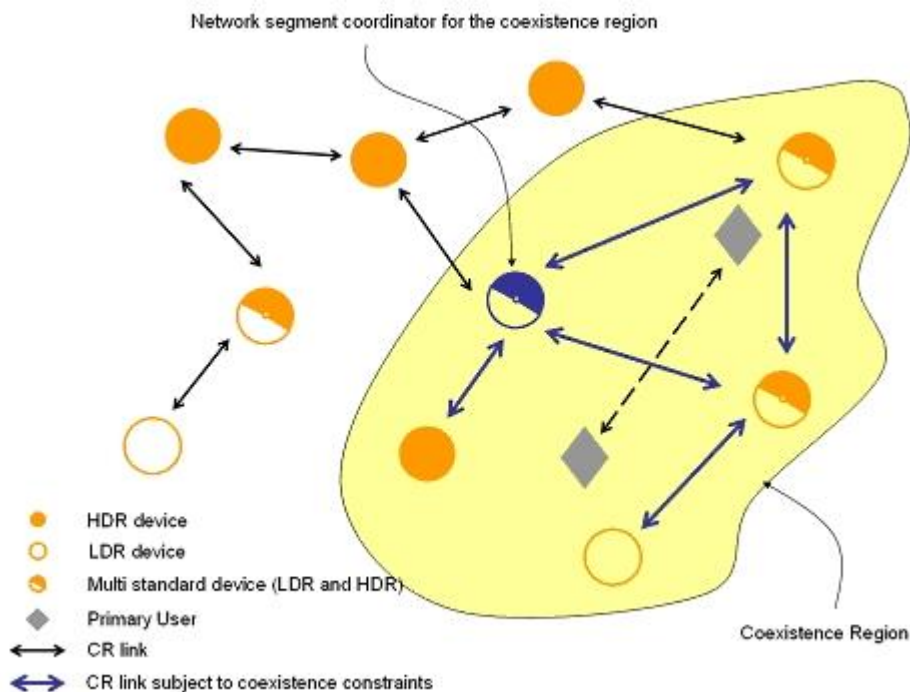 Network segment coordinator for the coexistence region
HDR device
LDR device
Multi standard device (LDR and HDR)
Primary User
CR link
CR link subject to coexistence constraints
Coexistence Region